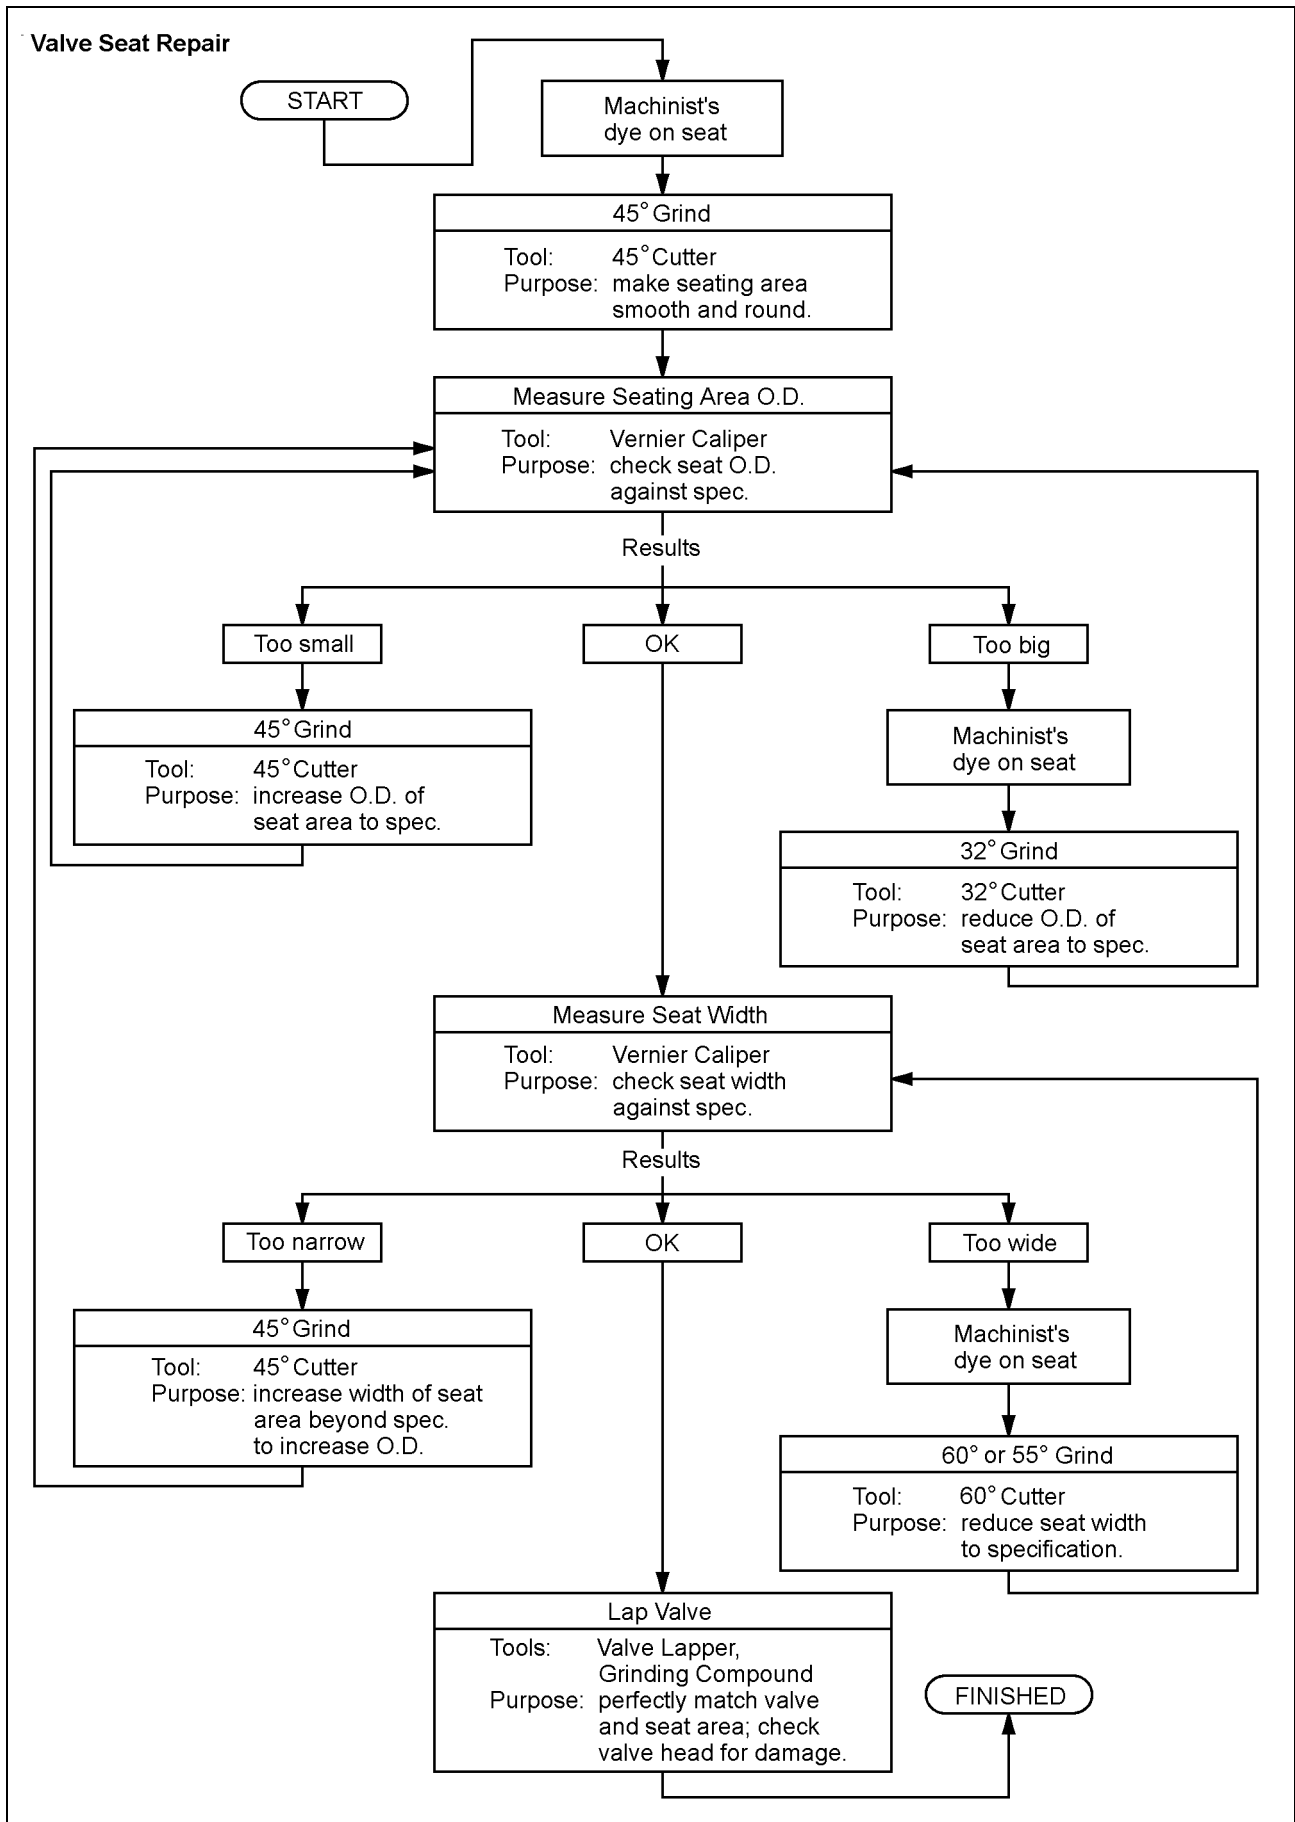 Valve Seat Repair
START
Machinist's
dye on seat
45° Grind
Tool: 45° Cutter
Purpose: make seating area
smooth and round.
Measure Seating Area O.D.
Tool: Vernier Caliper
Purpose: check seat O.D.
against spec.
Results
Too small
OK
Too big
45° Grind
Tool: 45° Cutter
Purpose: increase O.D. of
seat area to spec.
Machinist's
dye on seat
32° Grind
Tool: 32° Cutter
Purpose: reduce O.D. of
seat area to spec.
Measure Seat Width
Tool: Vernier Caliper
Purpose: check seat width
against spec.
Results
Too narrow
OK
Too wide
45° Grind
Tool: 45° Cutter
Purpose: increase width of seat
area beyond spec.
to increase O.D.
Machinist's
dye on seat
60° or 55° Grind
Tool: 60° Cutter
Purpose: reduce seat width
to specification.
Lap Valve
Tools: Valve Lapper,
Grinding Compound
Purpose: perfectly match valve
and seat area; check
valve head for damage.
FINISHED